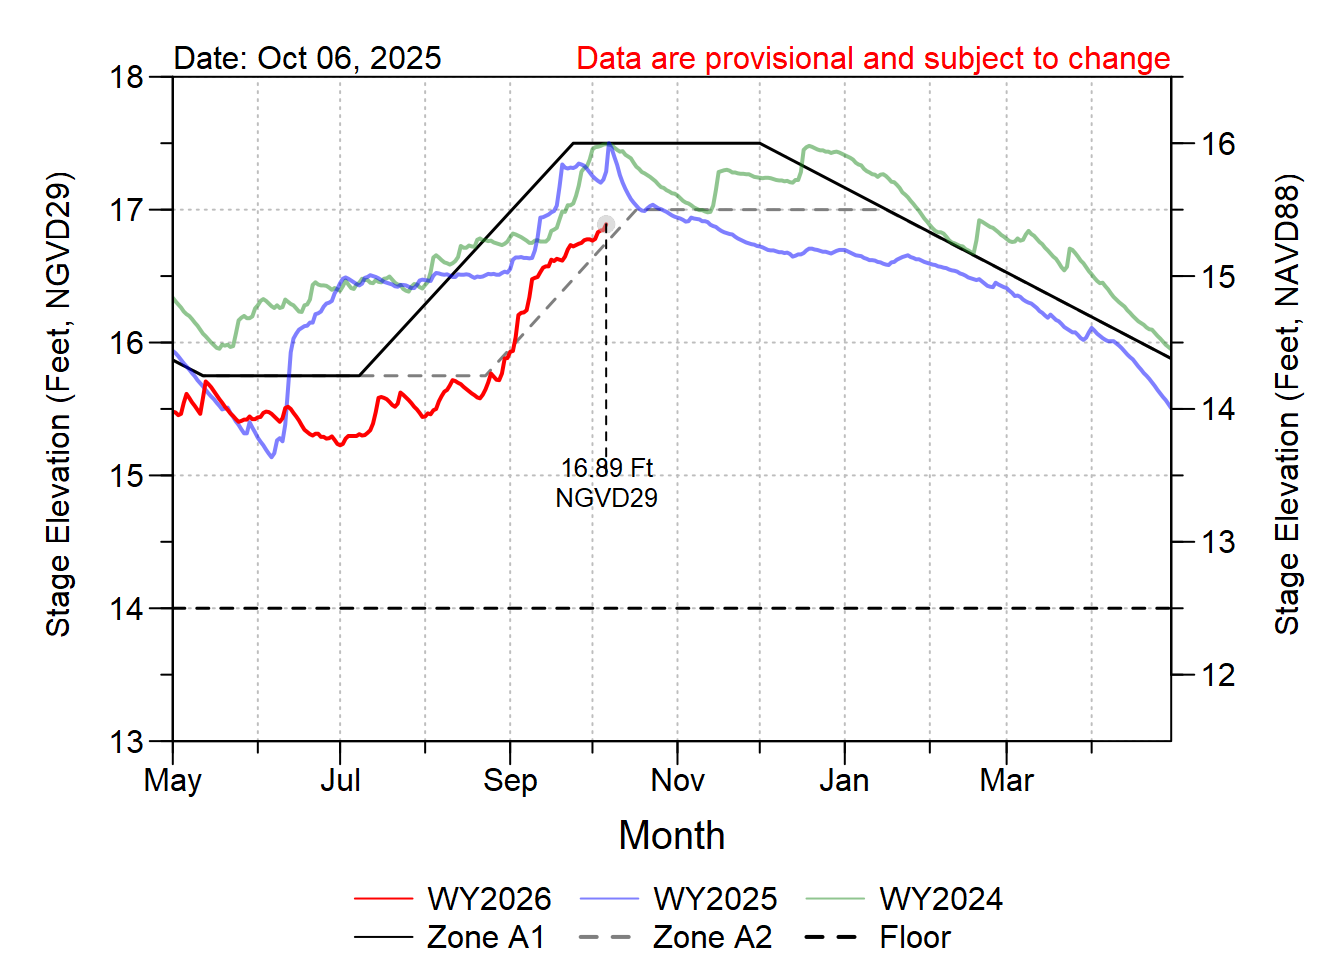 Date: Oct 06, 2025
Data are provisional and subject to change
Stage Elevation (Feet, NGVD29)
18
17
16
15
14
13
16
15
14
13
12
Stage Elevation (Feet, NAVD88)
16.89 Ft
NGVD29
May Jul Sep Nov Jan Mar
Month
WY2026 WY2025 WY2024
Zone A1 Zone A2 Floor